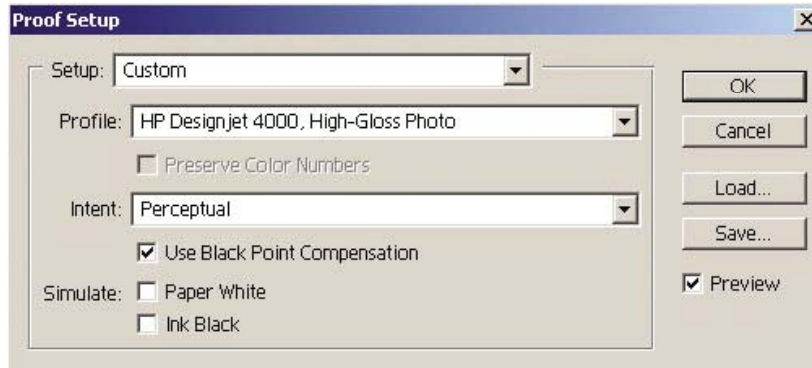 Proof Setup
Setup: Custom
OK
Profile: HP Designjet 4000, High-Gloss Photo
Cancel
Preserve Color Numbers
Load...
Intent: Perceptual
Save...
Use Black Point Compensation
Preview
Simulate: Paper White
Ink Black